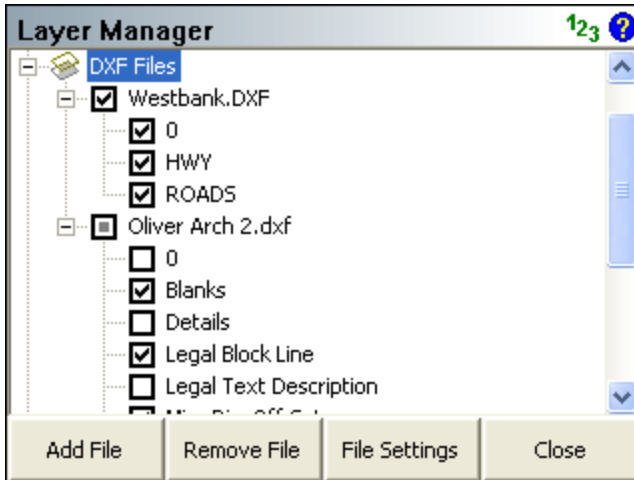 Layer Manager 123 ?
DXF Files
Westbank.DXF
0
HWY
ROADS
Oliver Arch 2.dxf
0
Blanks
Details
Legal Block Line
Legal Text Description
Add File Remove File File Settings Close